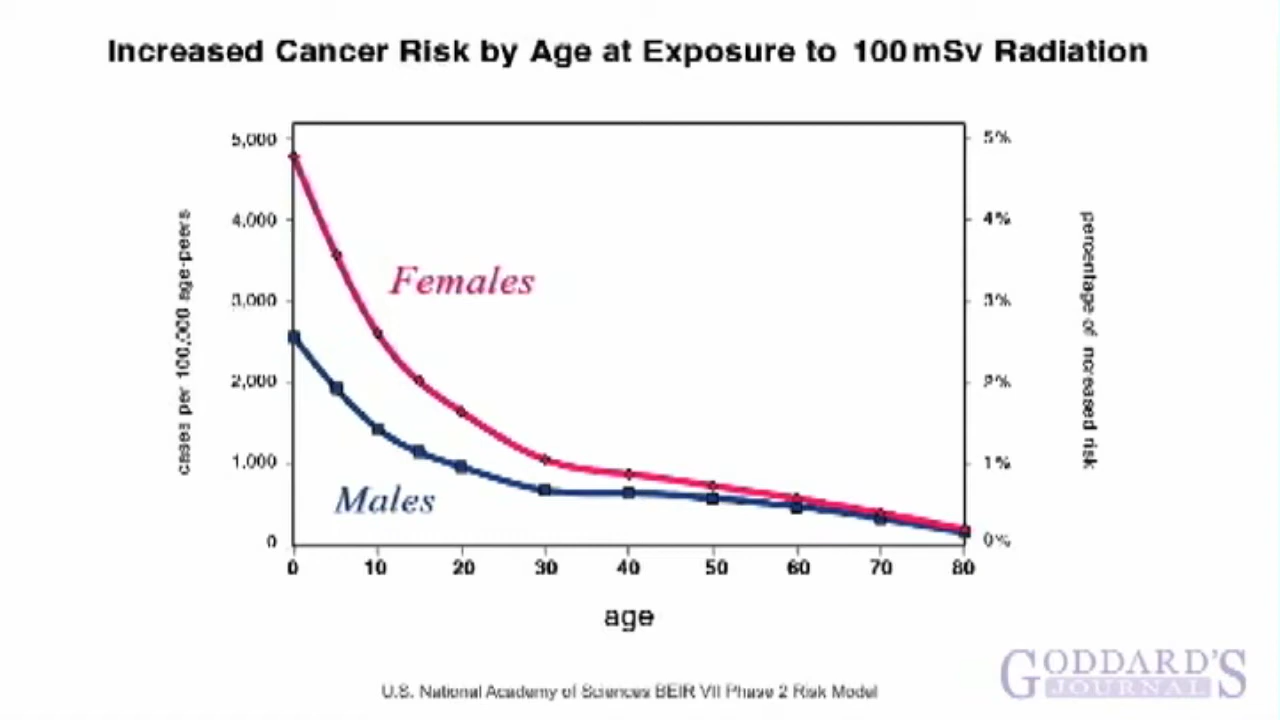 Increased Cancer Risk by Age at Exposure to 100 mSv Radiation
5,000
4,000
3,000
2,000
1,000
0
cases per 100,000 age-peers
Females
Males
5%
4%
3%
2%
1%
0%
percentage of increased risk
0 10 20 30 40 50 60 70 80
age
U.S. National Academy of Sciences BEIR VII Phase 2 Risk Model
GODDARD'S
JOURNAL